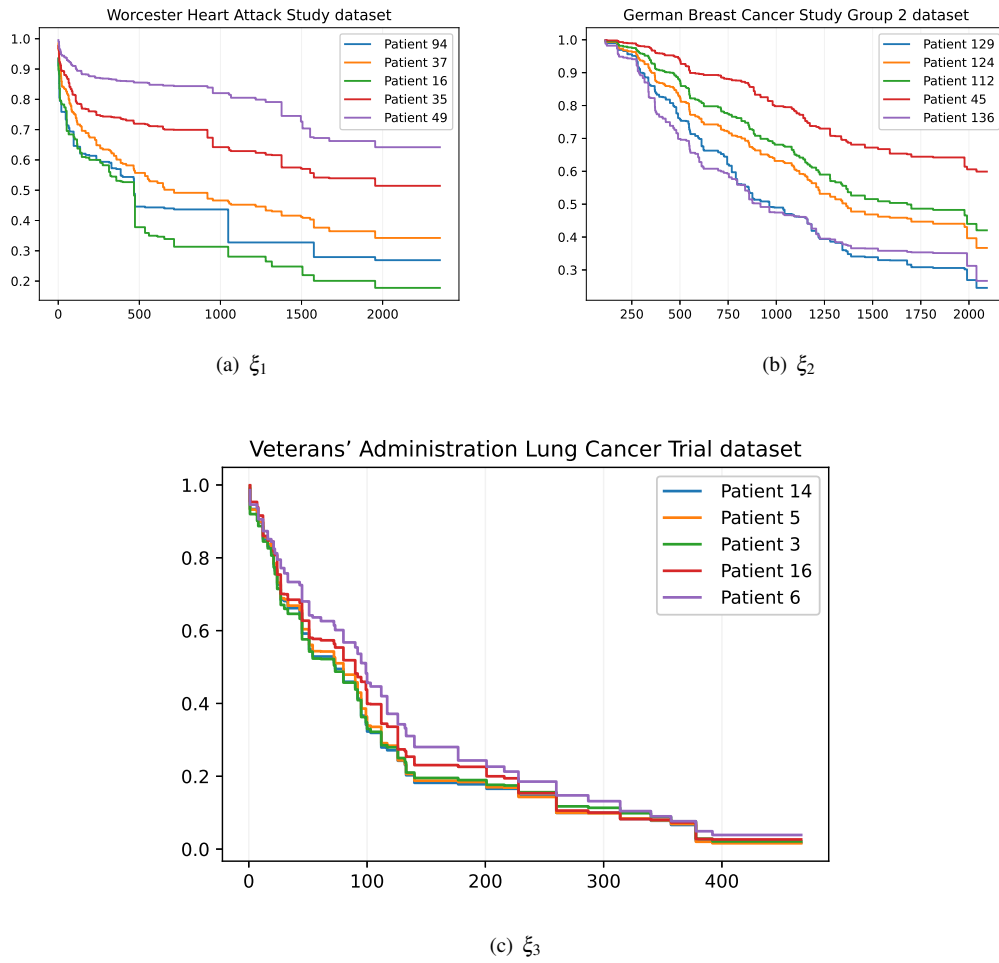 Worcester Heart Attack Study dataset
1.0
0.9
0.8
0.7
0.6
0.5
0.4
0.3
0.2
0
500
1000
1500
2000
Patient 94
Patient 37
Patient 16
Patient 35
Patient 49
(a) ξ1
German Breast Cancer Study Group 2 dataset
1.0
0.9
0.8
0.7
0.6
0.5
0.4
0.3
250
500
750
1000
1250
1500
1750
2000
Patient 129
Patient 124
Patient 112
Patient 45
Patient 136
(b) ξ2
Veterans’ Administration Lung Cancer Trial dataset
1.0
0.8
0.6
0.4
0.2
0.0
0
100
200
300
400
Patient 14
Patient 5
Patient 3
Patient 16
Patient 6
(c) ξ3